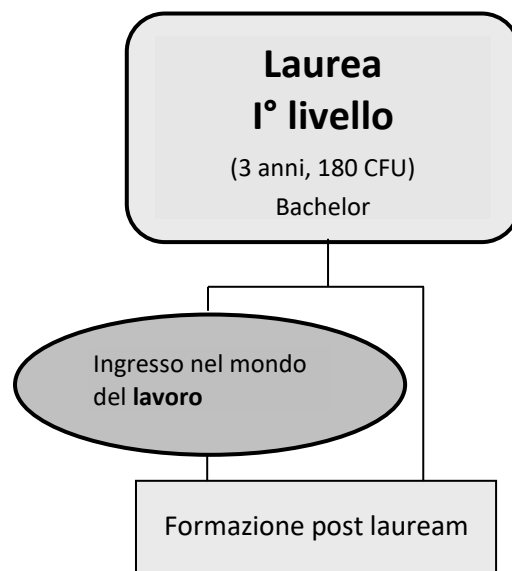 Laurea
I° livello
(3 anni, 180 CFU)
Bachelor
Ingresso nel mondo
del lavoro
Formazione post lauream